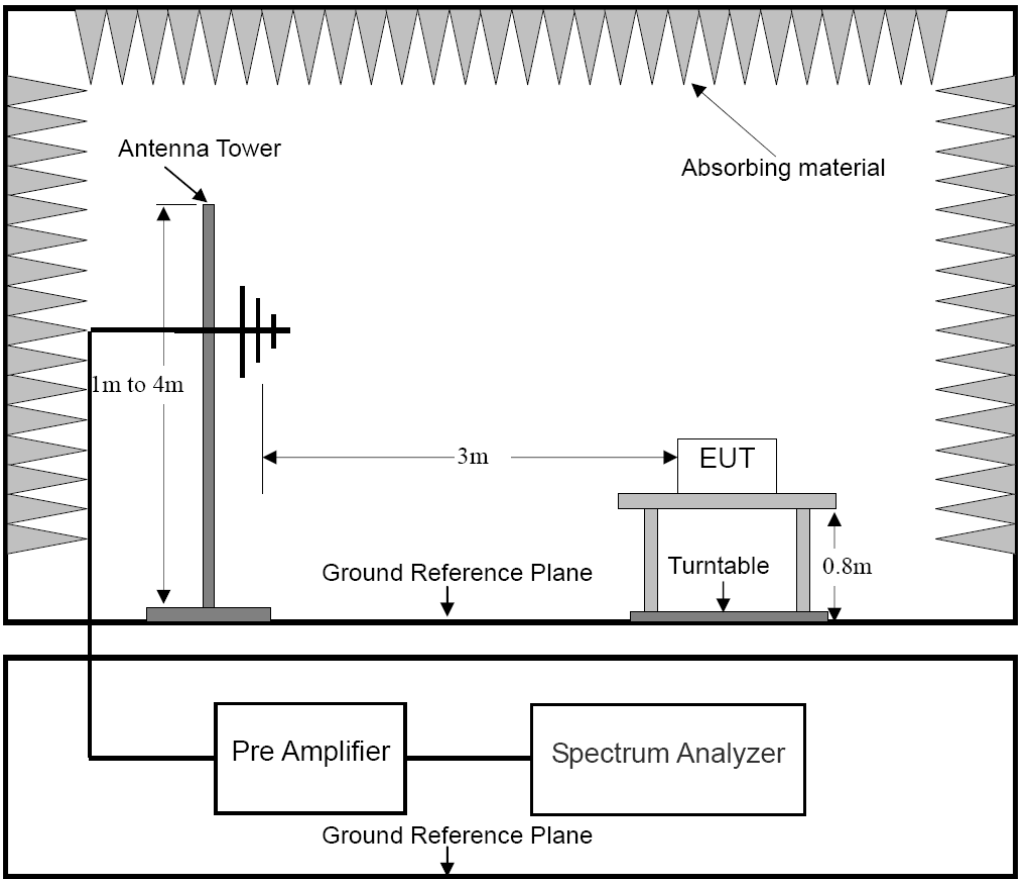 Antenna Tower
Absorbing material
1m to 4m
3m
EUT
Ground Reference Plane
Turntable
0.8m
Pre Amplifier
Spectrum Analyzer
Ground Reference Plane